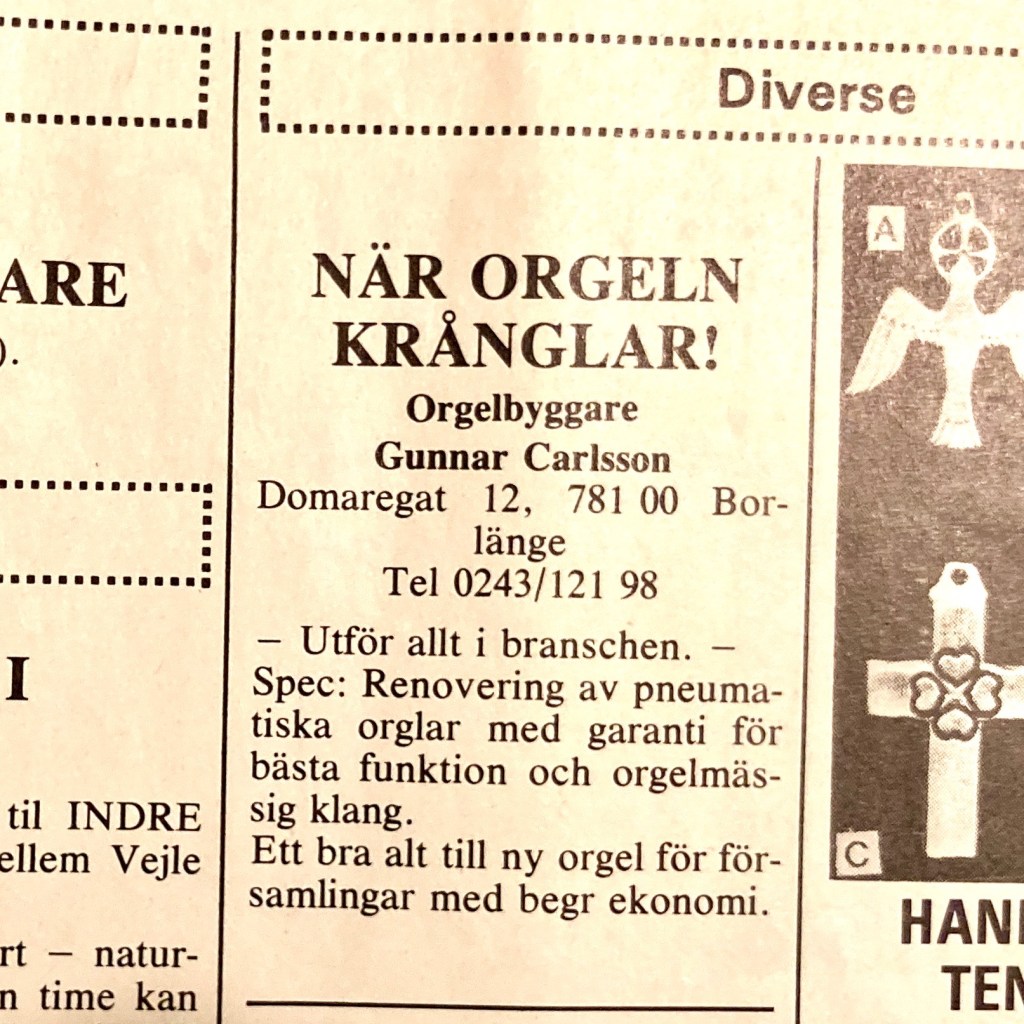 ARE
).
I
til INDRE
ellem Vejle
rt – natur-
n time kan
Diverse
NÄR ORGELN
KRÅNGLAR!
Orgelbyggare
Gunnar Carlsson
Domaregat 12, 781 00 Bor-
länge
Tel 0243/121 98
– Utför allt i branschen. –
Spec: Renovering av pneuma-
tiska orglar med garanti för
bästa funktion och orgelmäs-
sig klang.
Ett bra alt till ny orgel för för-
samlingar med begr ekonomi.
A
C
HAN
TEN